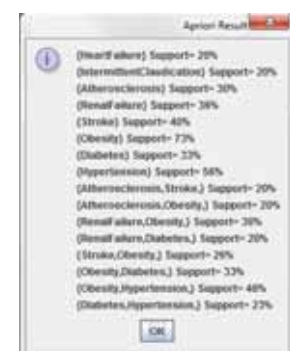 Apriori Result
(HeartFailure) Support= 20%
(IntermittentClaudication) Support= 20%
(Atherosclerosis) Support= 30%
(RenalFailure) Support= 36%
(Stroke) Support= 40%
(Obesity) Support= 73%
(Diabetes) Support= 33%
(Hypertension) Support= 56%
(Atherosclerosis,Stroke,) Support= 20%
(Atherosclerosis,Obesity,) Support= 20%
(RenalFailure,Obesity,) Support= 30%
(RenalFailure,Diabetes,) Support= 20%
(Stroke,Obesity,) Support= 26%
(Obesity,Diabetes,) Support= 33%
(Obesity,Hypertension,) Support= 46%
(Diabetes,Hypertension,) Support= 23%
OK